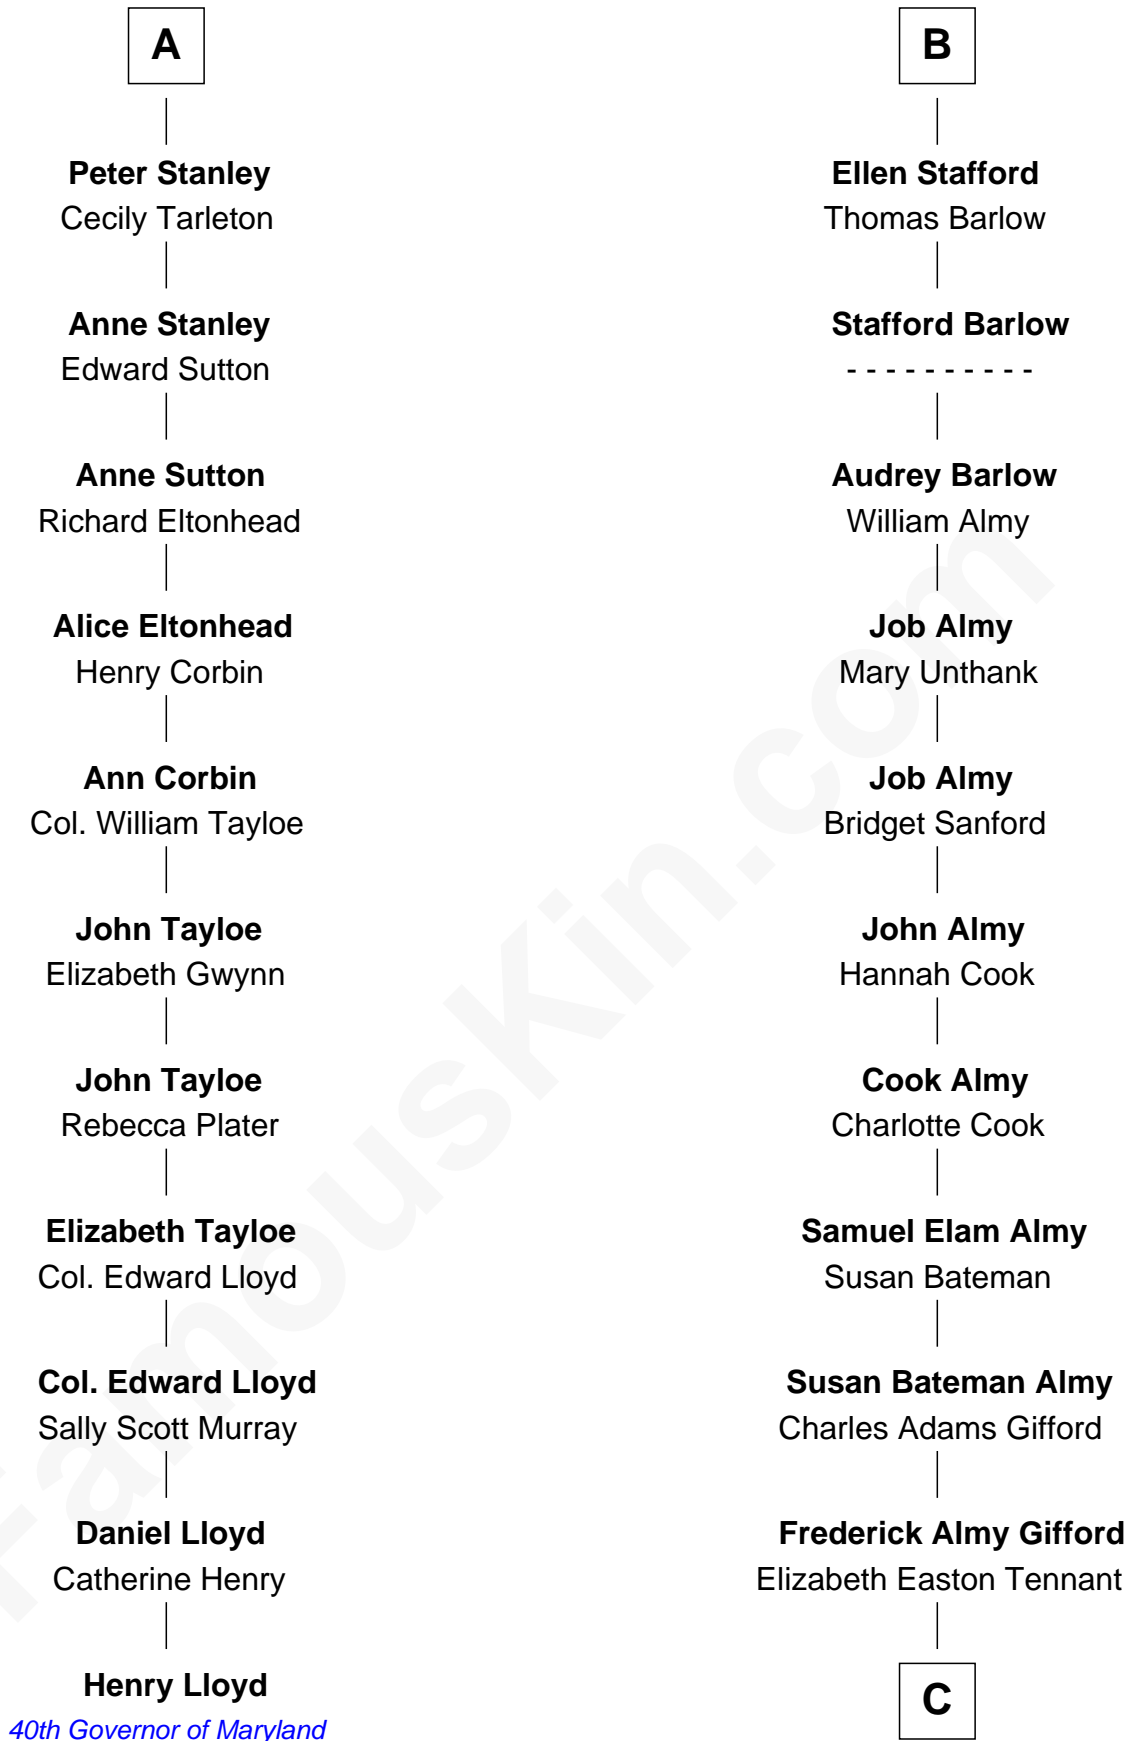 A
Peter Stanley
Cecily Tarleton
Anne Stanley
Edward Sutton
Anne Sutton
Richard Eltonhead
Alice Eltonhead
Henry Corbin
Ann Corbin
Col. William Tayloe
John Tayloe
Elizabeth Gwynn
John Tayloe
Rebecca Plater
Elizabeth Tayloe
Col. Edward Lloyd
Col. Edward Lloyd
Sally Scott Murray
Daniel Lloyd
Catherine Henry
Henry Lloyd
40th Governor of Maryland
B
Ellen Stafford
Thomas Barlow
Stafford Barlow
- - - - - - - - - -
Audrey Barlow
William Almy
Job Almy
Mary Unthank
Job Almy
Bridget Sanford
John Almy
Hannah Cook
Cook Almy
Charlotte Cook
Samuel Elam Almy
Susan Bateman
Susan Bateman Almy
Charles Adams Gifford
Frederick Almy Gifford
Elizabeth Easton Tennant
C
FamousKin.com